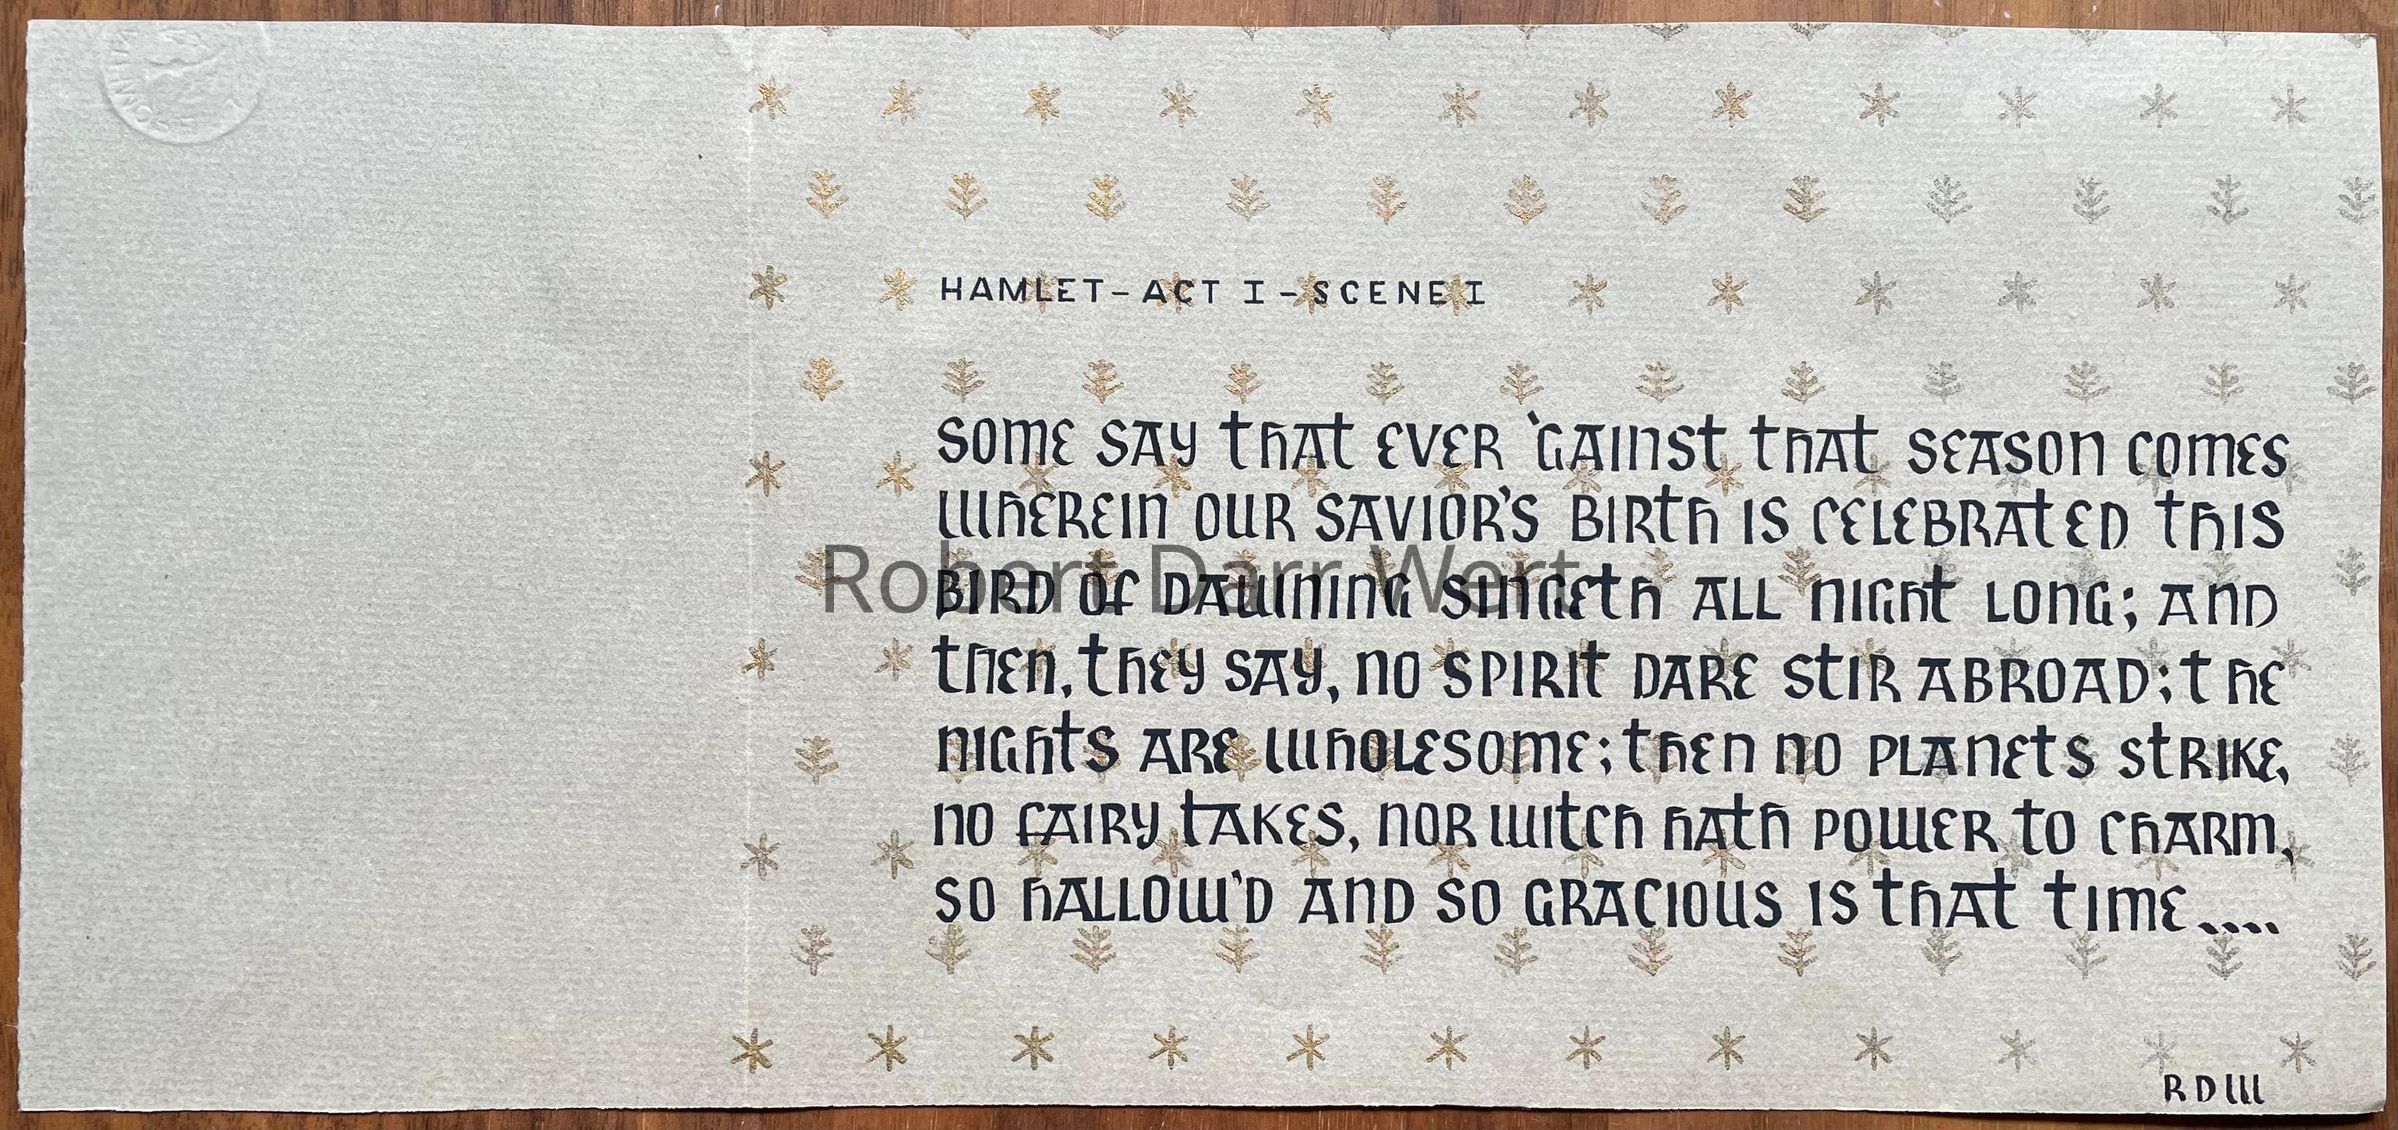 HAMLET - ACT I - SCENE I
SOME SAY THAT EVER 'GAINST THAT SEASON COMES
WHEREIN OUR SAVIOR'S BIRTH IS CELEBRATED THIS
BIRD OF DAWNING SINGETH ALL NIGHT LONG; AND
THEN, THEY SAY, NO SPIRIT DARE STIR ABROAD; THE
NIGHTS ARE WHOLESOME; THEN NO PLANETS STRIKE,
NO FAIRY TAKES, NOR WITCH HATH POWER TO CHARM,
SO HALLOW'D AND SO GRACIOUS IS THAT TIME....
RDW
Robert Darr Wert